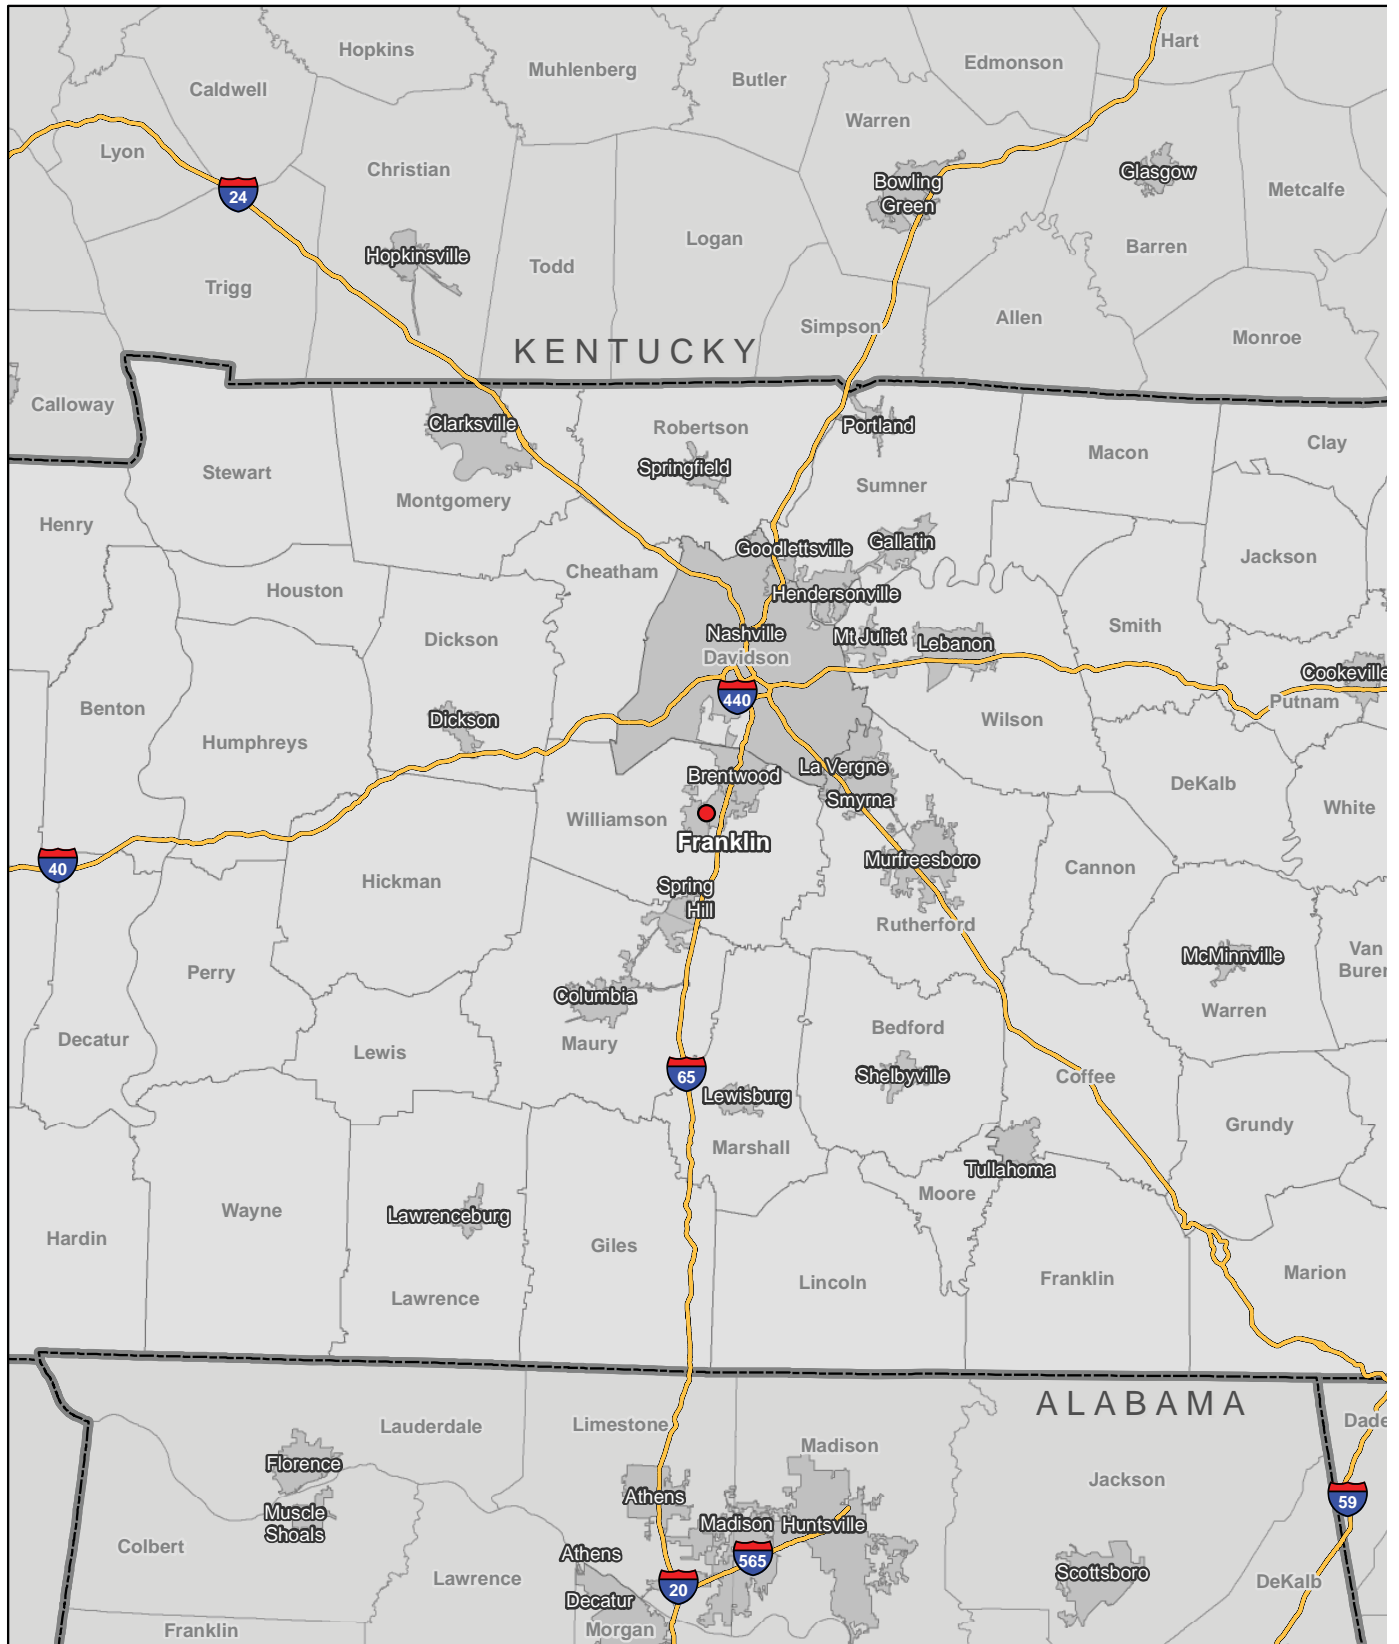 Hopkins
Muhlenberg
Butler
Edmonson
Hart
Caldwell
Warren
Lyon
Christian
Bowling
Green
Glasgow
Metcalfe
24
Hopkinsville
Logan
Barren
Todd
Trigg
Simpson
Allen
Monroe
KENTUCKY
Calloway
Clarksville
Robertson
Portland
Macon
Clay
Springfield
Stewart
Montgomery
Sumner
Henry
Goodlettsville
Gallatin
Jackson
Cheatham
Houston
Hendersonville
Dickson
Nashville
Mt Juliet
Lebanon
Smith
Davidson
Cookeville
Putnam
440
Benton
Dickson
Wilson
Humphreys
Brentwood
La Vergne
DeKalb
Smyrna
White
Williamson
Franklin
40
Murfreesboro
Cannon
Hickman
Spring
Hill
Rutherford
Perry
McMinnville
Van
Buren
Columbia
Warren
Decatur
Lewis
Maury
Bedford
65
Shelbyville
Coffee
Lewisburg
Grundy
Marshall
Tullahoma
Moore
Wayne
Lawrenceburg
Hardin
Giles
Lincoln
Franklin
Marion
Lawrence
ALABAMA
Lauderdale
Limestone
Madison
Dade
Florence
Jackson
Athens
59
Muscle
Shoals
Madison
Huntsville
Colbert
Athens
565
Lawrence
20
Scottsboro
DeKalb
Decatur
Franklin
Morgan